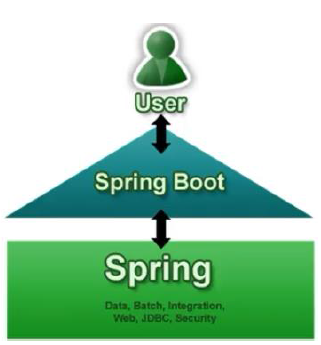 User
Spring Boot
Spring
Data, Batch, Integration,
Web, JDBC, Security